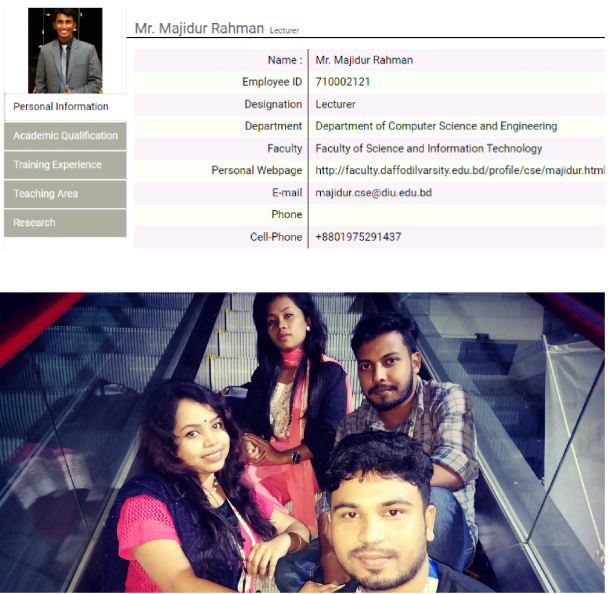 Mr. Majidur Rahman Lecturer
Personal Information
Academic Qualification
Training Experience
Teaching Area
Research
Name : Mr. Majidur Rahman
Employee ID 710002121
Designation Lecturer
Department Department of Computer Science and Engineering
Faculty Faculty of Science and Information Technology
Personal Webpage http://faculty.daffodilvarsity.edu.bd/profile/cse/majidur.html
E-mail majidur.cse@diu.edu.bd
Phone
Cell-Phone +8801975291437